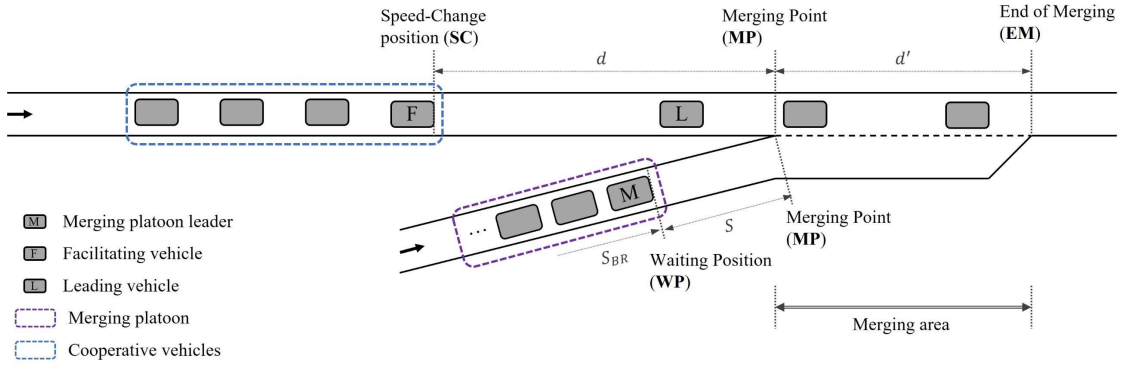 Speed-Change
position (SC)
Merging Point
(MP)
End of Merging
(EM)
d
d′
F
L
M
...
S
S_BR
Merging Point
(MP)
Waiting Position
(WP)
Merging area
M Merging platoon leader
F Facilitating vehicle
L Leading vehicle
Merging platoon
Cooperative vehicles